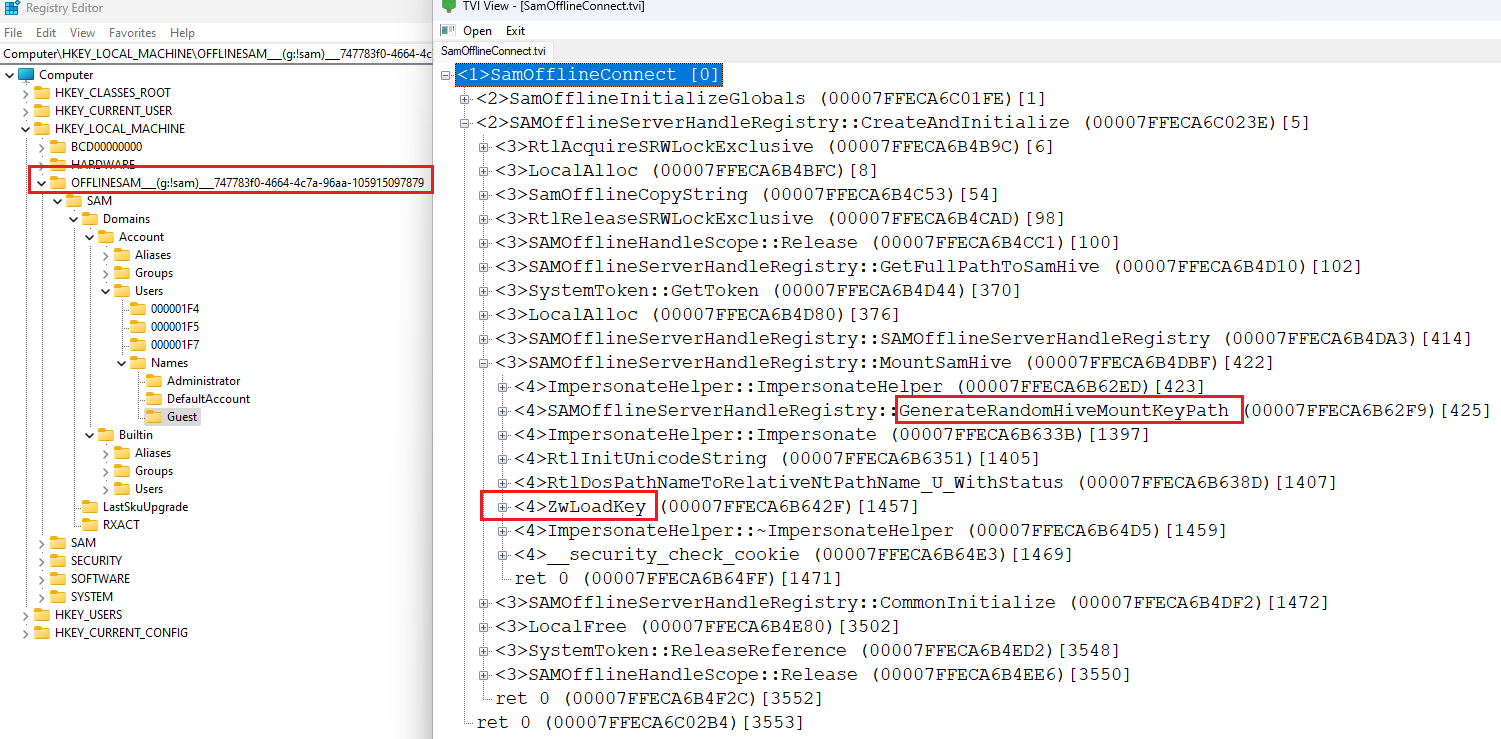 Registry Editor
File Edit View Favorites Help
Computer\HKEY_LOCAL_MACHINE\OFFLINESAM___(g:!sam)___747783f0-4664-4c
Computer
HKEY_CLASSES_ROOT
HKEY_CURRENT_USER
HKEY_LOCAL_MACHINE
BCD00000000
HARDWARE
OFFLINESAM___(g:!sam)___747783f0-4664-4c7a-96aa-105915097879
SAM
Domains
Account
Aliases
Groups
Users
000001F4
000001F5
000001F7
Names
Administrator
DefaultAccount
Guest
Builtin
Aliases
Groups
Users
LastSkuUpgrade
RXACT
SAM
SECURITY
SOFTWARE
SYSTEM
HKEY_USERS
HKEY_CURRENT_CONFIG
TVI View - [SamOfflineConnect.tvi]
Open Exit
SamOfflineConnect.tvi
<1>SamOfflineConnect [0]
<2>SamOfflineInitializeGlobals (00007FFECA6C01FE)[1]
<2>SAMOfflineServerHandleRegistry::CreateAndInitialize (00007FFECA6C023E)[5]
<3>RtlAcquireSRWLockExclusive (00007FFECA6B4B9C)[6]
<3>LocalAlloc (00007FFECA6B4BFC)[8]
<3>SamOfflineCopyString (00007FFECA6B4C53)[54]
<3>RtlReleaseSRWLockExclusive (00007FFECA6B4CAD)[98]
<3>SAMOfflineHandleScope::Release (00007FFECA6B4CC1)[100]
<3>SAMOfflineServerHandleRegistry::GetFullPathToSamHive (00007FFECA6B4D10)[102]
<3>SystemToken::GetToken (00007FFECA6B4D44)[370]
<3>LocalAlloc (00007FFECA6B4D80)[376]
<3>SAMOfflineServerHandleRegistry::SAMOfflineServerHandleRegistry (00007FFECA6B4DA3)[414]
<3>SAMOfflineServerHandleRegistry::MountSamHive (00007FFECA6B4DBF)[422]
<4>ImpersonateHelper::ImpersonateHelper (00007FFECA6B62ED)[423]
<4>SAMOfflineServerHandleRegistry::GenerateRandomHiveMountKeyPath (00007FFECA6B62F9)[425]
<4>ImpersonateHelper::Impersonate (00007FFECA6B633B)[1397]
<4>RtlInitUnicodeString (00007FFECA6B6351)[1405]
<4>RtlDosPathNameToRelativeNtPathName_U_WithStatus (00007FFECA6B638D)[1407]
<4>ZwLoadKey (00007FFECA6B642F)[1457]
<4>ImpersonateHelper::~ImpersonateHelper (00007FFECA6B64D5)[1459]
<4>__security_check_cookie (00007FFECA6B64E3)[1469]
ret 0 (00007FFECA6B64FF)[1471]
<3>SAMOfflineServerHandleRegistry::CommonInitialize (00007FFECA6B4DF2)[1472]
<3>LocalFree (00007FFECA6B4E80)[3502]
<3>SystemToken::ReleaseReference (00007FFECA6B4ED2)[3548]
<3>SAMOfflineHandleScope::Release (00007FFECA6B4EE6)[3550]
ret 0 (00007FFECA6B4F2C)[3552]
ret 0 (00007FFECA6C02B4)[3553]